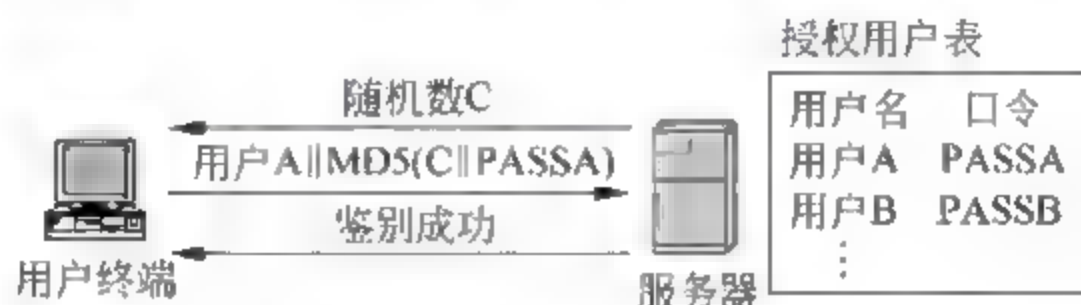 授权用户表
随机数C
用户名 口令
用户A||MD5(C||PASSA)
用户A PASSA
鉴别成功
用户B PASSB
⋮
用户终端
服务器